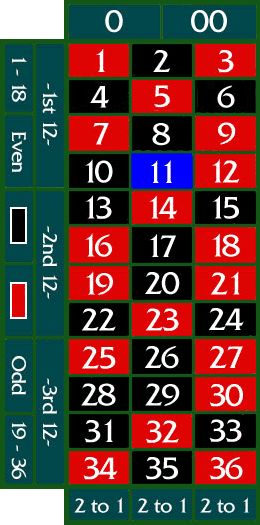 0 00
1 2 3
4 5 6
7 8 9
10 11 12
13 14 15
16 17 18
19 20 21
22 23 24
25 26 27
28 29 30
31 32 33
34 35 36
2 to 1 2 to 1 2 to 1
-1st 12-
-2nd 12-
-3rd 12-
1 - 18
Even
Odd
19 - 36